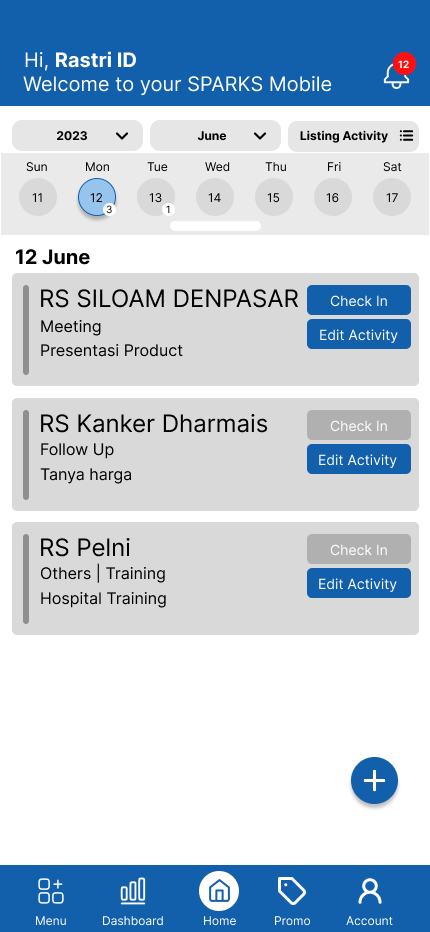 Hi, Rastri ID
12
Welcome to your SPARKS Mobile
2023
June
Listing Activity
Sun Mon Tue Wed Thu Fri Sat
11 12 13 14 15 16 17
3 1
12 June
RS SILOAM DENPASAR
Check In
Meeting
Edit Activity
Presentasi Product
RS Kanker Dharmais
Check In
Follow Up
Edit Activity
Tanya harga
RS Pelni
Check In
Others | Training
Edit Activity
Hospital Training
Menu Dashboard Home Promo Account